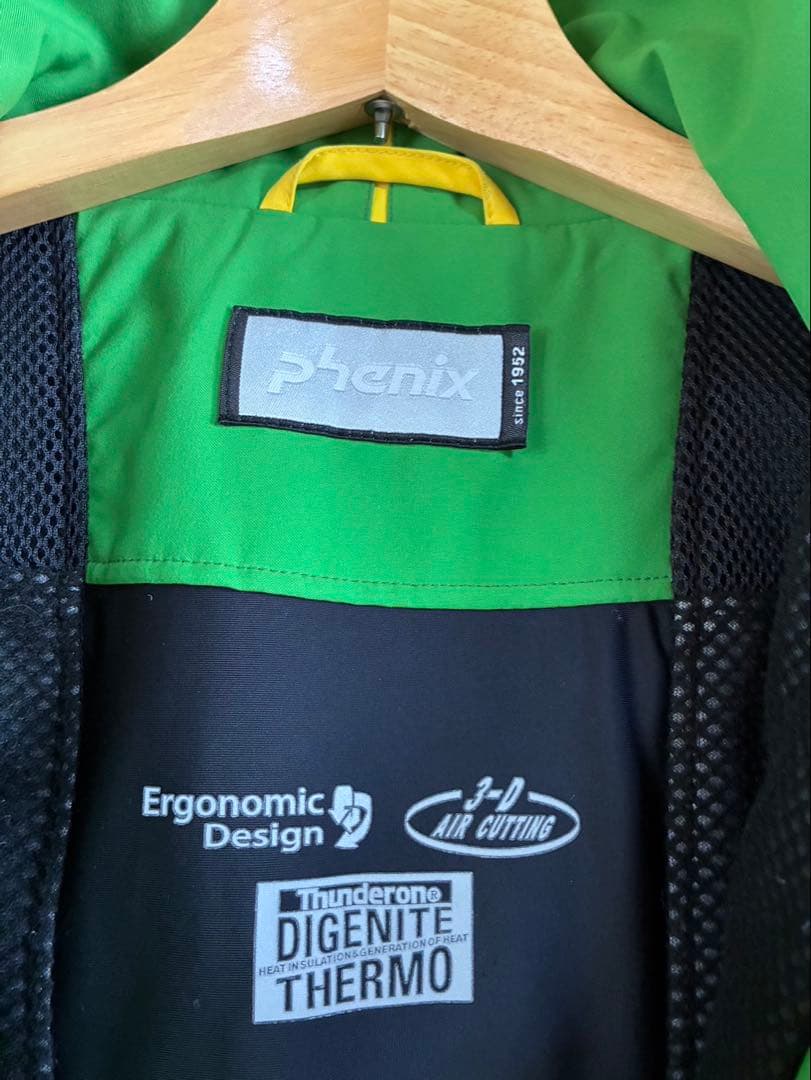 phenix
since 1952
Ergonomic
Design
3-D
AIR CUTTING
Thunderon®
DIGENITE
HEAT INSULATION&GENERATION OF HEAT
THERMO